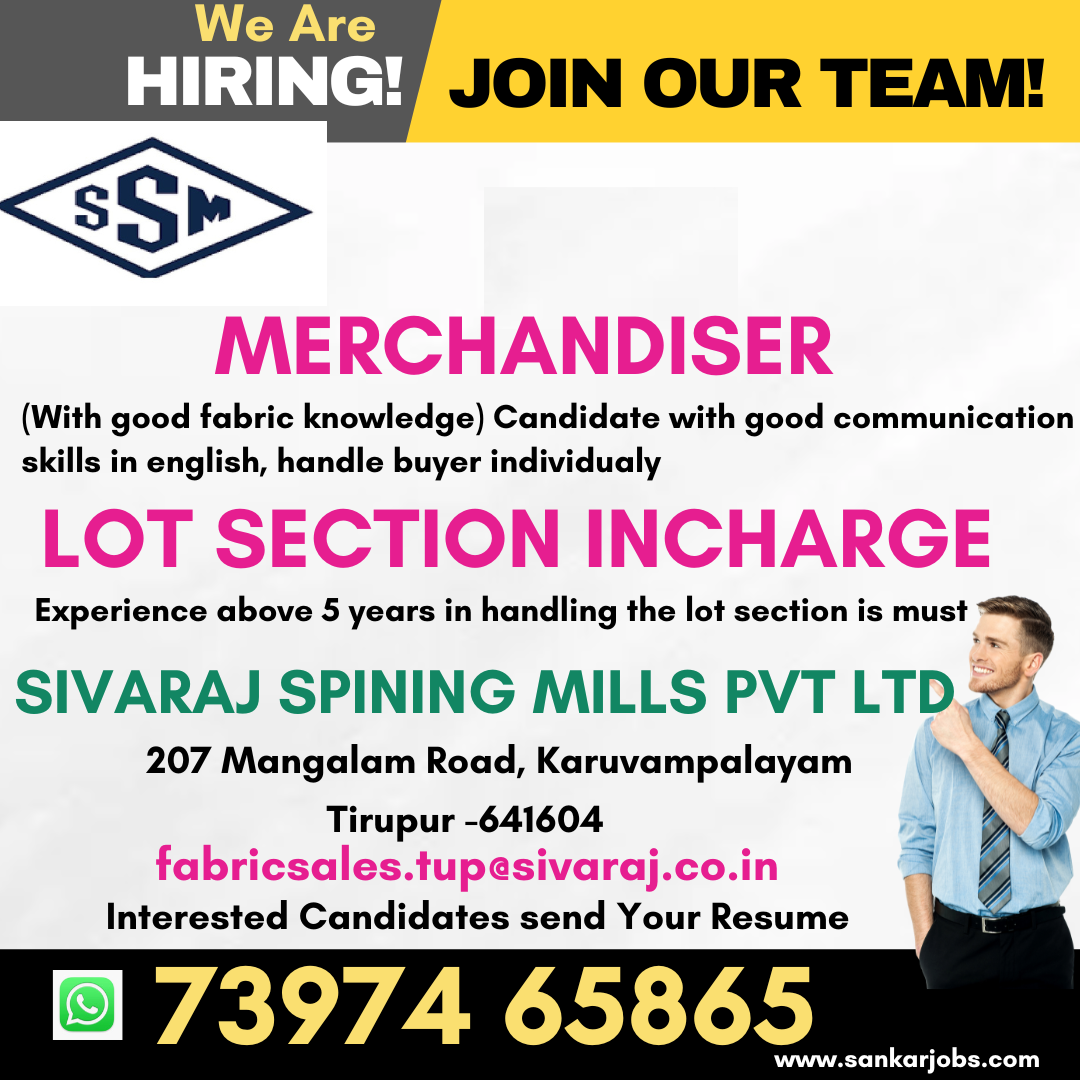 We Are
HIRING!
JOIN OUR TEAM!
SSM
MERCHANDISER
(With good fabric knowledge) Candidate with good communication
skills in english, handle buyer individualy
LOT SECTION INCHARGE
Experience above 5 years in handling the lot section is must
SIVARAJ SPINING MILLS PVT LTD
207 Mangalam Road, Karuvampalayam
Tirupur -641604
fabricsales.tup@sivaraj.co.in
Interested Candidates send Your Resume
73974 65865
www.sankarjobs.com